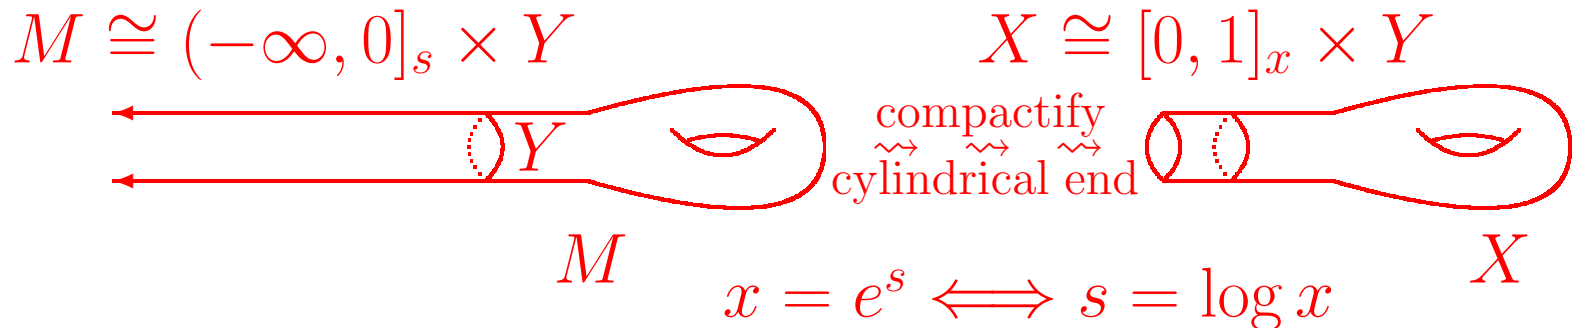 M ≅ (−∞, 0]ₛ × Y
X ≅ [0, 1]ₓ × Y
Y
compactify
⇝ ⇝ ⇝
cylindrical end
M
X
x = eˢ ⟺ s = log x